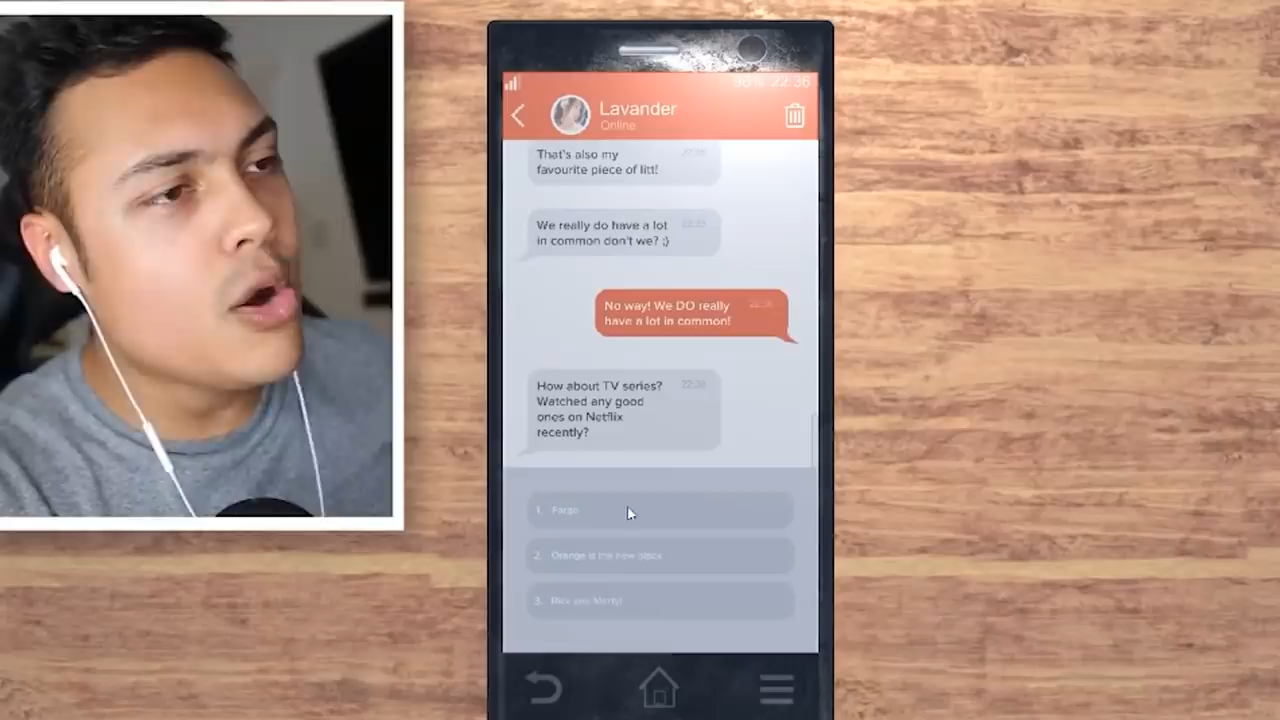 22:36
Lavander
Online
That's also my
favourite piece of litt!
We really do have a lot
in common don't we? ;)
No way! We DO really
have a lot in common!
How about TV series?
Watched any good
ones on Netflix
recently?
1. Fargo
2. Orange is the new black
3. Rick and Morty!